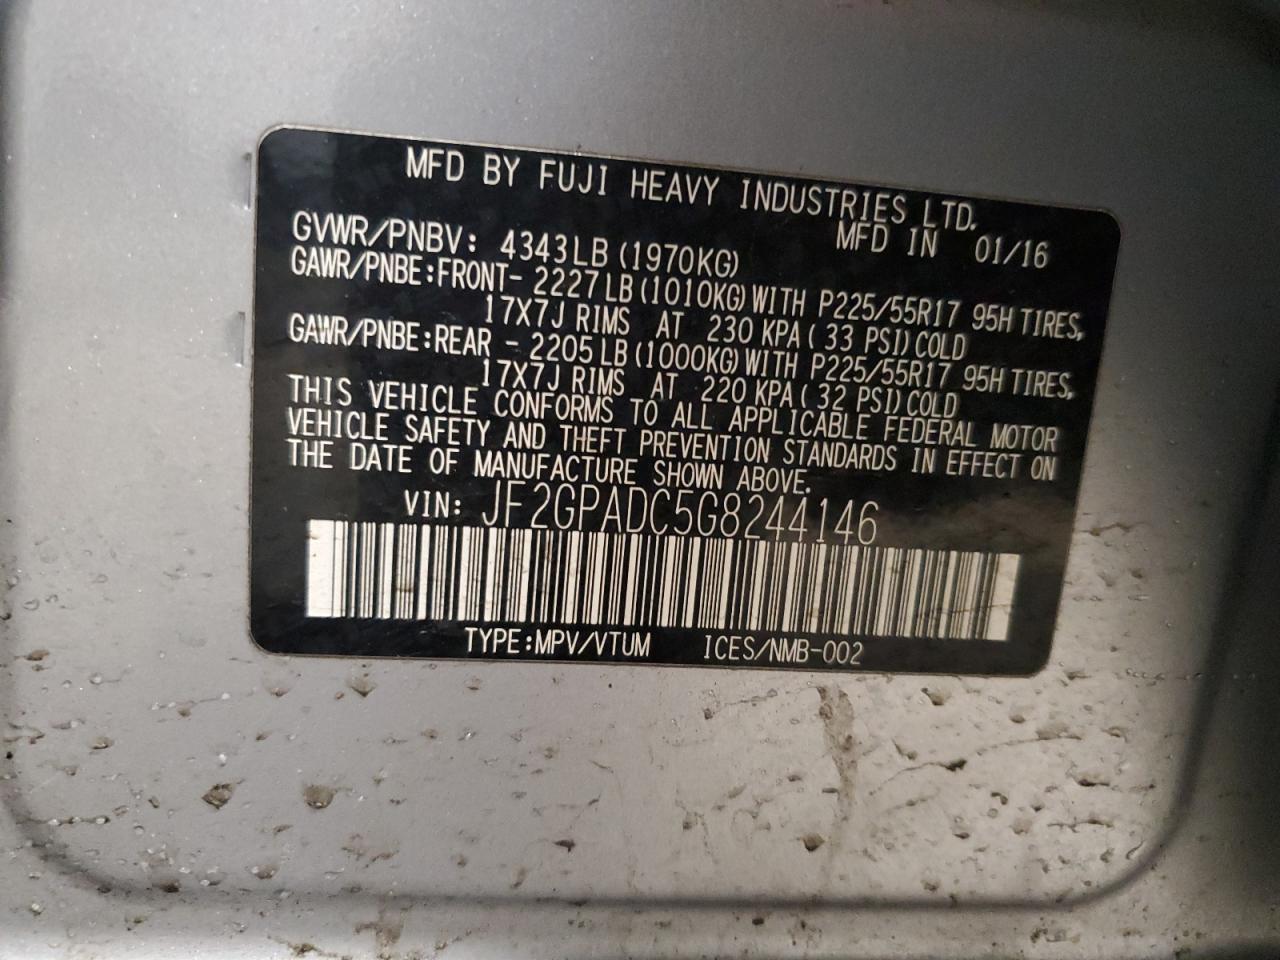 MFD BY FUJI HEAVY INDUSTRIES LTD.
MFD IN 01/16
GVWR/PNBV: 4343LB (1970KG)
GAWR/PNBE:FRONT- 2227LB (1010KG) WITH P225/55R17 95H TIRES,
17X7J RIMS AT 230 KPA ( 33 PSI) COLD
GAWR/PNBE:REAR - 2205LB (1000KG) WITH P225/55R17 95H TIRES,
17X7J RIMS AT 220 KPA ( 32 PSI) COLD
THIS VEHICLE CONFORMS TO ALL APPLICABLE FEDERAL MOTOR
VEHICLE SAFETY AND THEFT PREVENTION STANDARDS IN EFFECT ON
THE DATE OF MANUFACTURE SHOWN ABOVE.
VIN: JF2GPADC5G8244146
TYPE:MPV/VTUM ICES/NMB-002